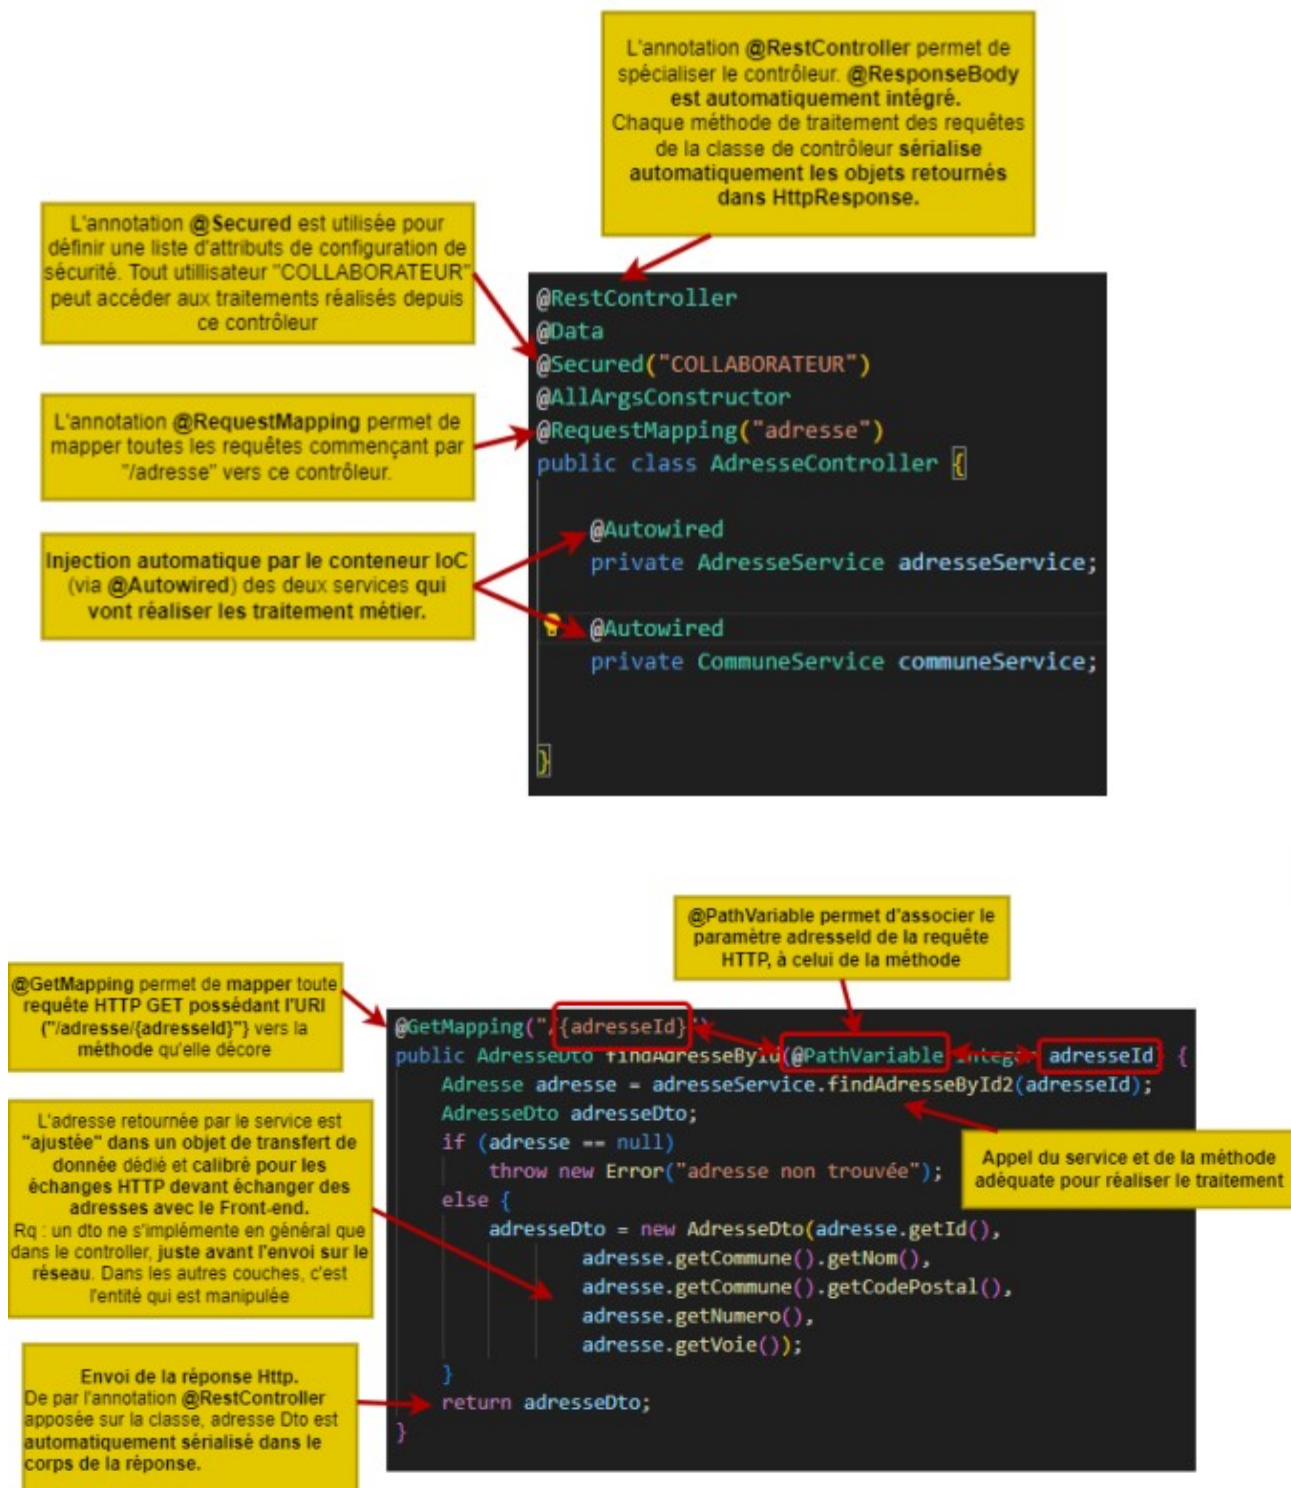 L'annotation @RestController permet de
spécialiser le contrôleur. @ResponseBody
est automatiquement intégré.
Chaque méthode de traitement des requêtes
de la classe de contrôleur sérialise
automatiquement les objets retournés
dans HttpResponse.
L'annotation @Secured est utilisée pour
définir une liste d'attributs de configuration de
sécurité. Tout utillisateur "COLLABORATEUR"
peut accéder aux traitements réalisés depuis
ce contrôleur
L'annotation @RequestMapping permet de
mapper toutes les requêtes commençant par
"/adresse" vers ce contrôleur.
Injection automatique par le conteneur IoC
(via @Autowired) des deux services qui
vont réaliser les traitement métier.
@RestController
@Data
@Secured("COLLABORATEUR")
@AllArgsConstructor
@RequestMapping("adresse")
public class AdresseController {
@Autowired
private AdresseService adresseService;
@Autowired
private CommuneService communeService;
}
@PathVariable permet d'associer le
paramètre adresseId de la requête
HTTP, à celui de la méthode
@GetMapping permet de mapper toute
requête HTTP GET possédant l'URI
("/adresse/{adresseId}"} vers la
méthode qu'elle décore
L'adresse retournée par le service est
"ajustée" dans un objet de transfert de
donnée dédié et calibré pour les
échanges HTTP devant échanger des
adresses avec le Front-end.
Rq : un dto ne s'implémente en général que
dans le controller, juste avant l'envoi sur le
réseau. Dans les autres couches, c'est
l'entité qui est manipulée
Envoi de la réponse Http.
De par l'annotation @RestController
apposée sur la classe, adresse Dto est
automatiquement sérialisé dans le
corps de la réponse.
@GetMapping("/{adresseId}")
public AdresseDto findAdresseById(@PathVariable Integer adresseId) {
Adresse adresse = adresseService.findAdresseById2(adresseId);
AdresseDto adresseDto;
if (adresse == null)
throw new Error("adresse non trouvée");
else {
adresseDto = new AdresseDto(adresse.getId(),
adresse.getCommune().getNom(),
adresse.getCommune().getCodePostal(),
adresse.getNumero(),
adresse.getVoie());
}
return adresseDto;
}
Appel du service et de la méthode
adéquate pour réaliser le traitement